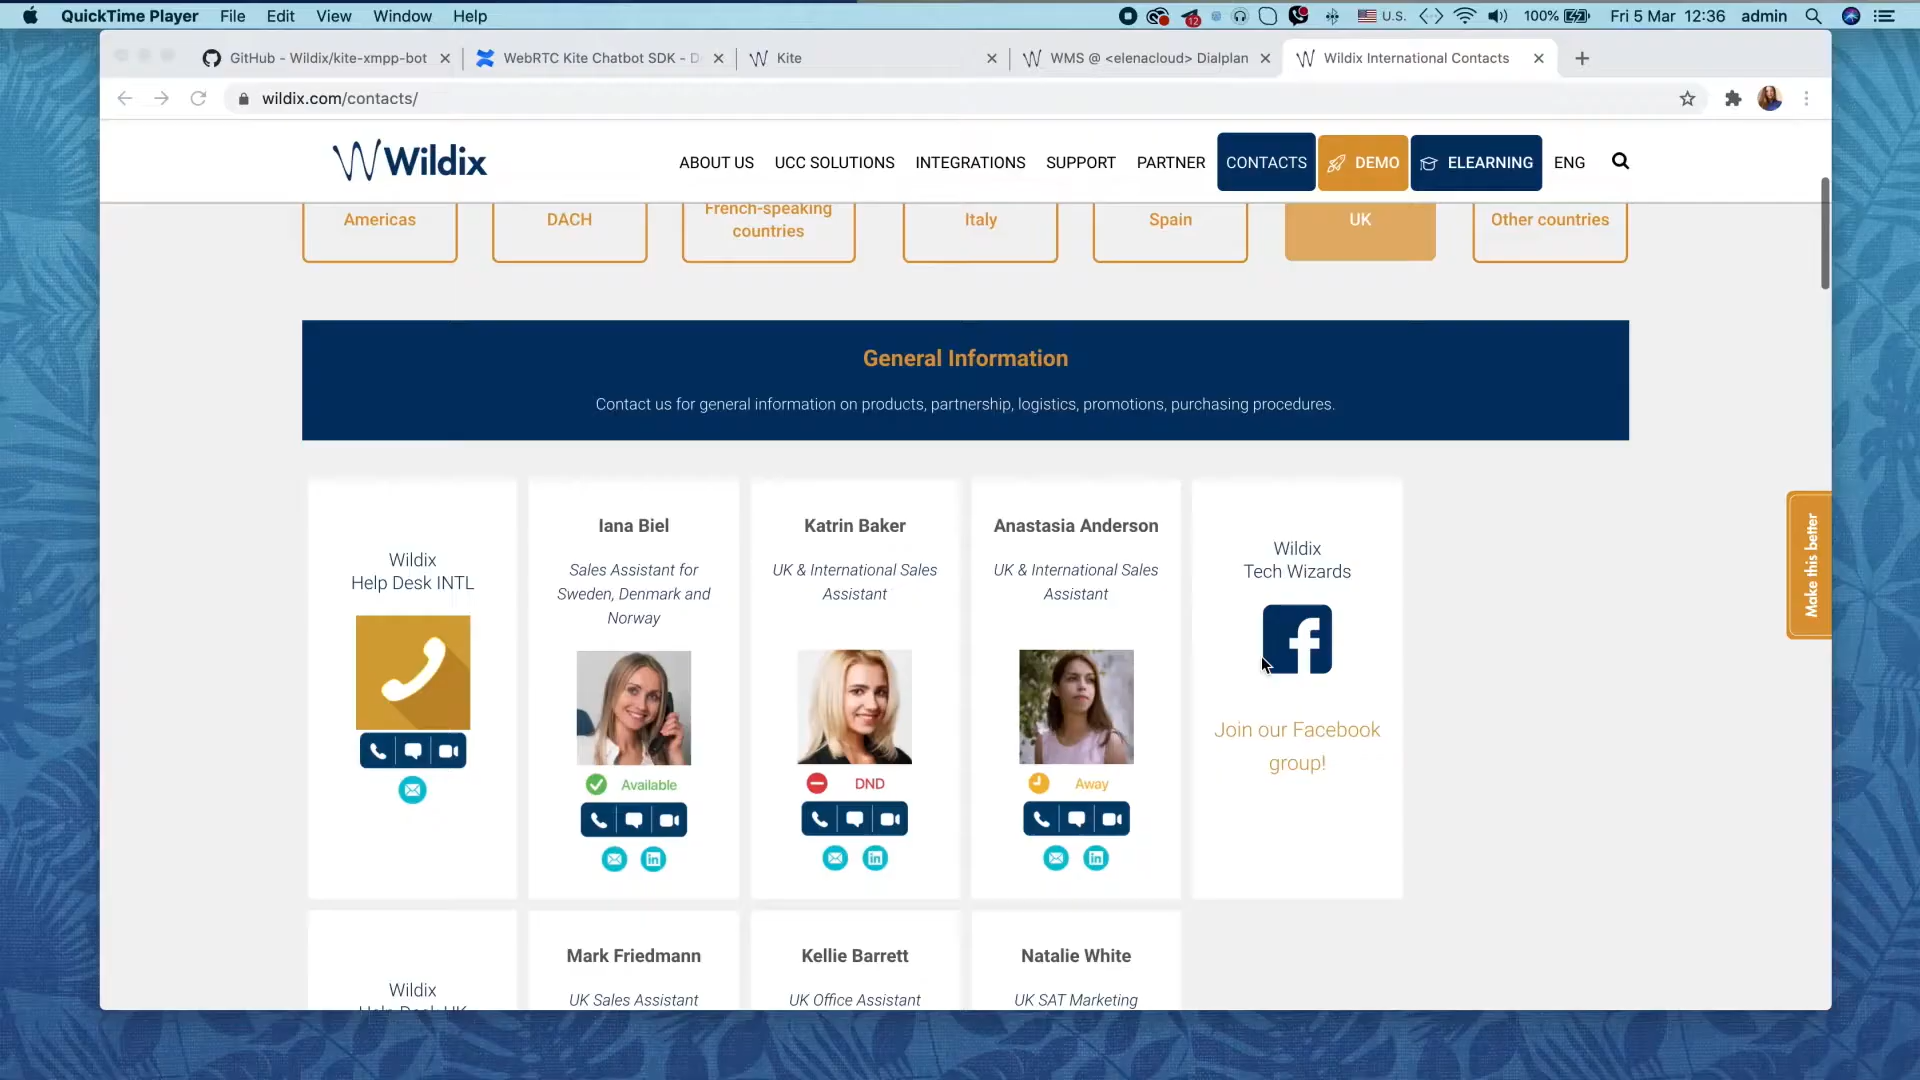 QuickTime Player File Edit View Window Help
12 U.S. 100% Fri 5 Mar 12:36 admin
GitHub - Wildix/kite-xmpp-bot
WebRTC Kite Chatbot SDK - D
Kite
WMS @ <elenacloud> Dialplan
Wildix International Contacts
wildix.com/contacts/
Wildix
ABOUT US UCC SOLUTIONS INTEGRATIONS SUPPORT PARTNER CONTACTS DEMO ELEARNING ENG
Americas
DACH
French-speaking
countries
Italy
Spain
UK
Other countries
General Information
Contact us for general information on products, partnership, logistics, promotions, purchasing procedures.
Wildix
Help Desk INTL
Iana Biel
Sales Assistant for
Sweden, Denmark and
Norway
Available
Katrin Baker
UK & International Sales
Assistant
DND
Anastasia Anderson
UK & International Sales
Assistant
Away
Wildix
Tech Wizards
Join our Facebook
group!
Make this better
Wildix
Help Desk UK
Mark Friedmann
UK Sales Assistant
Kellie Barrett
UK Office Assistant
Natalie White
UK SAT Marketing